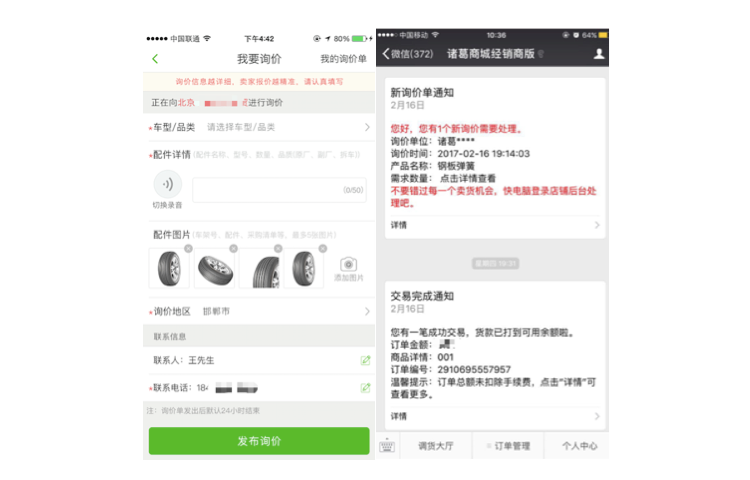 中国联通
下午4:42
80%
我要询价
我的询价单
询价信息越详细，卖家报价越精准，请认真填写
正在向北京
进行询价
*车型/品类 请选择车型/品类
*配件详情(配件名称、型号、数量、品质(原厂、副厂、拆车))
(0/50)
切换录音
配件图片(车架号、配件、采购清单等，最多5张图片)
添加图片
*询价地区 邯郸市
联系信息
联系人：王先生
*联系电话：184
注：询价单发出后默认24小时结束
发布询价
中国移动
10:36
64%
微信(372)
诸葛商城经销商版
新询价单通知
2月16日
您好，您有1个新询价需要处理。
询价单位：诸葛****
询价时间：2017-02-16 19:14:03
产品名称：钢板弹簧
需求数量： 点击详情查看
不要错过每一个卖货机会，快电脑登录店铺后台处
理吧。
详情
交易完成通知
2月16日
您有一笔成功交易，货款已打到可用余额啦。
订单金额：
商品详情：001
订单编号：2910695557957
温馨提示：订单总额未扣除手续费，点击“详情”可
查看更多。
详情
调货大厅
订单管理
个人中心